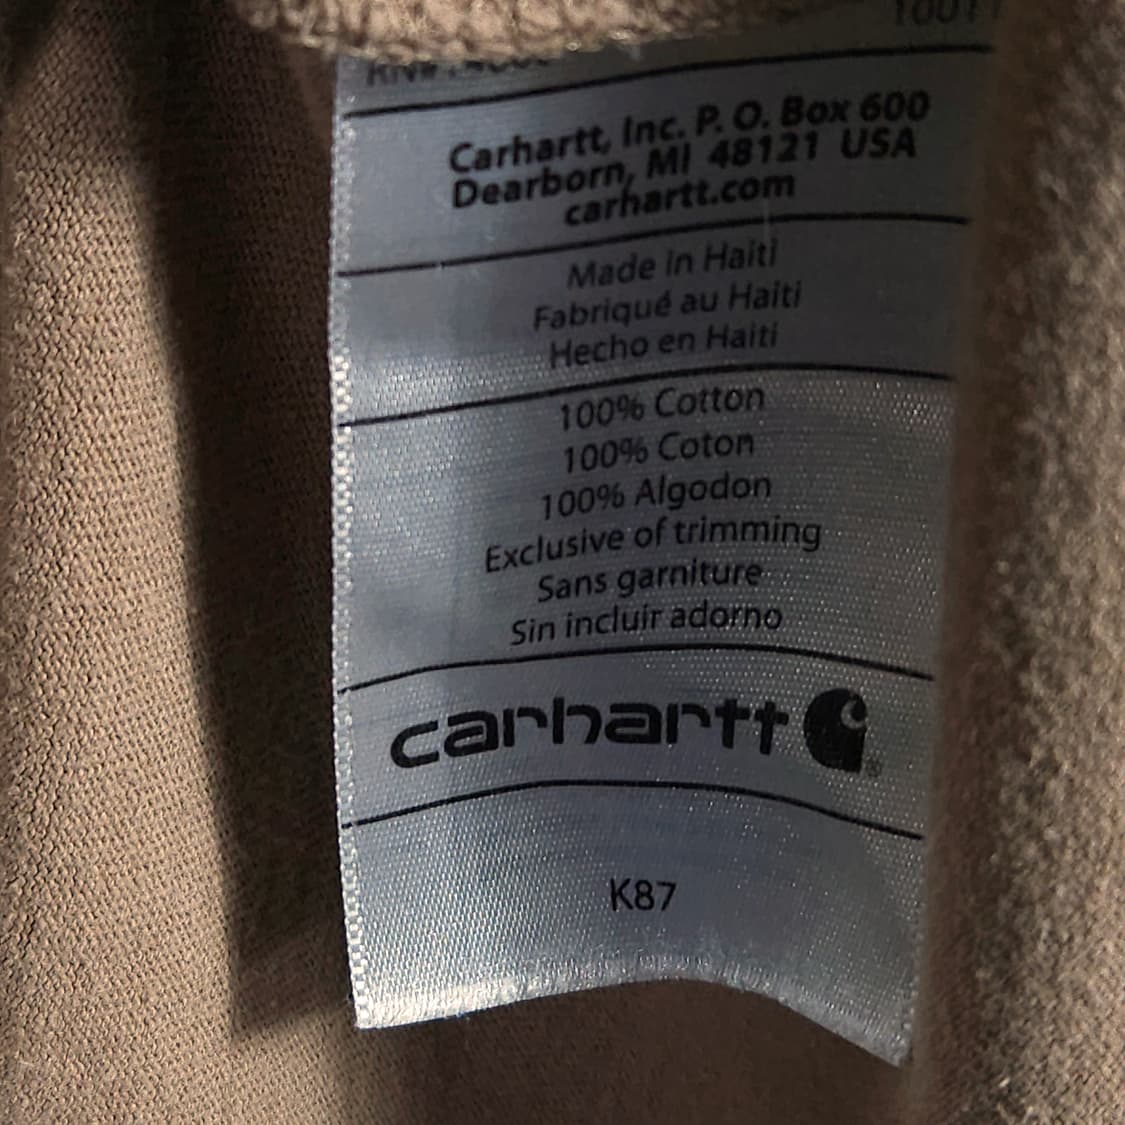 Carhartt, Inc. P. O. Box 600
Dearborn, MI 48121 USA
carhartt.com
Made in Haiti
Fabriqué au Haiti
Hecho en Haiti
100% Cotton
100% Coton
100% Algodon
Exclusive of trimming
Sans garniture
Sin incluir adorno
carhartt
K87